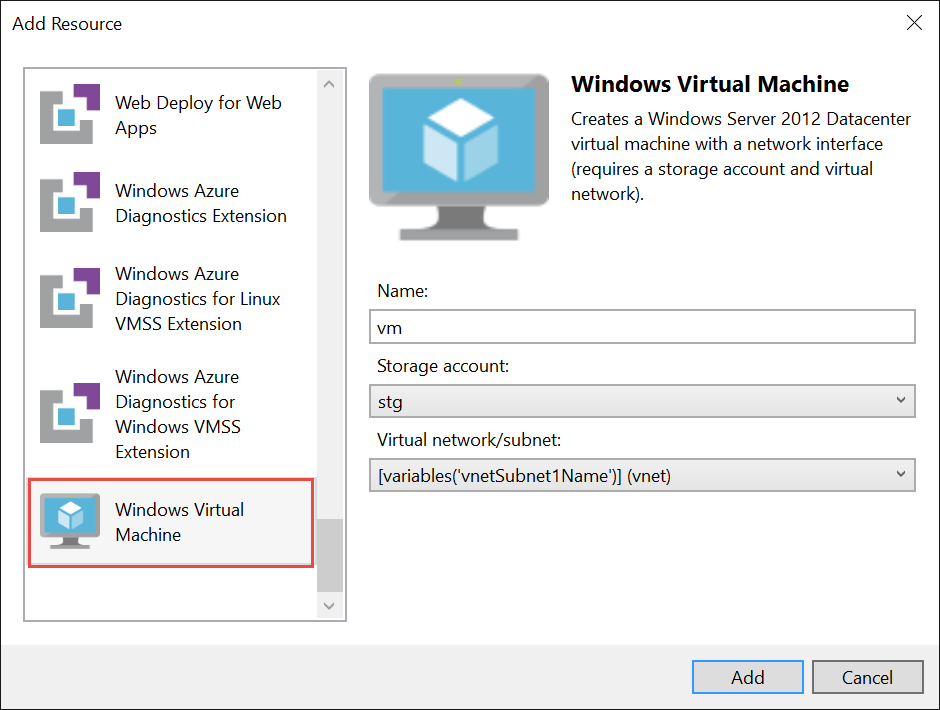 Add Resource
Web Deploy for Web
Apps
Windows Azure
Diagnostics Extension
Windows Azure
Diagnostics for Linux
VMSS Extension
Windows Azure
Diagnostics for
Windows VMSS
Extension
Windows Virtual
Machine
Windows Virtual Machine
Creates a Windows Server 2012 Datacenter
virtual machine with a network interface
(requires a storage account and virtual
network).
Name:
vm
Storage account:
stg
Virtual network/subnet:
[variables('vnetSubnet1Name')] (vnet)
Add
Cancel